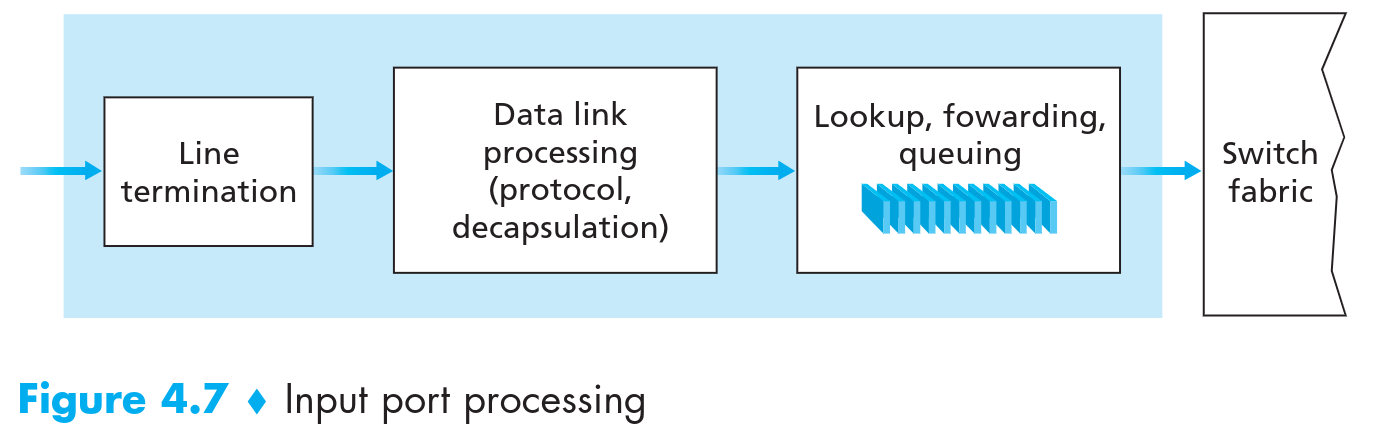 Line
termination
Data link
processing
(protocol,
decapsulation)
Lookup, fowarding,
queuing
Switch
fabric
Figure 4.7 ♦ Input port processing